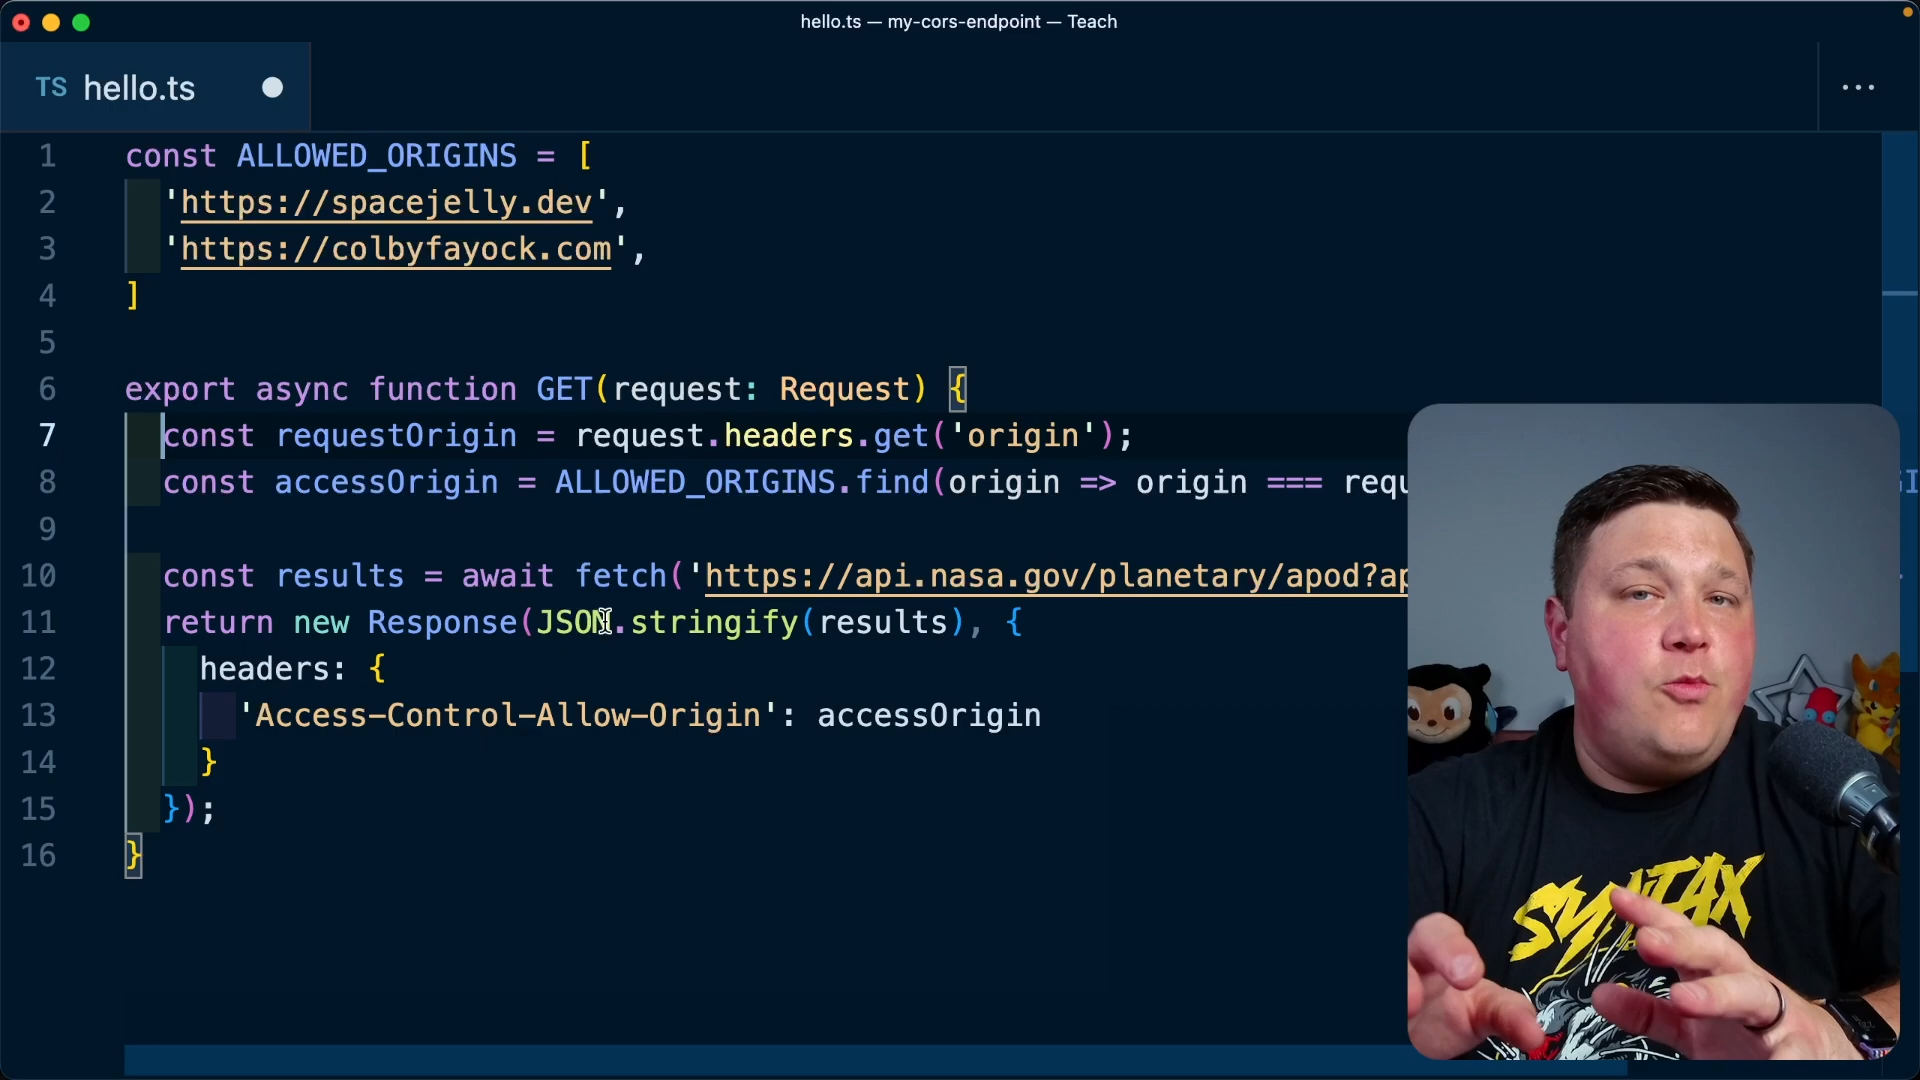 hello.ts — my-cors-endpoint — Teach
TS hello.ts
1 const ALLOWED_ORIGINS = [
2 'https://spacejelly.dev',
3 'https://colbyfayock.com',
4 ]
5
6 export async function GET(request: Request) {
7 const requestOrigin = request.headers.get('origin');
8 const accessOrigin = ALLOWED_ORIGINS.find(origin => origin === requ
9
10 const results = await fetch('https://api.nasa.gov/planetary/apod?ap
11 return new Response(JSON.stringify(results), {
12 headers: {
13 'Access-Control-Allow-Origin': accessOrigin
14 }
15 });
16 }
SYNTAX